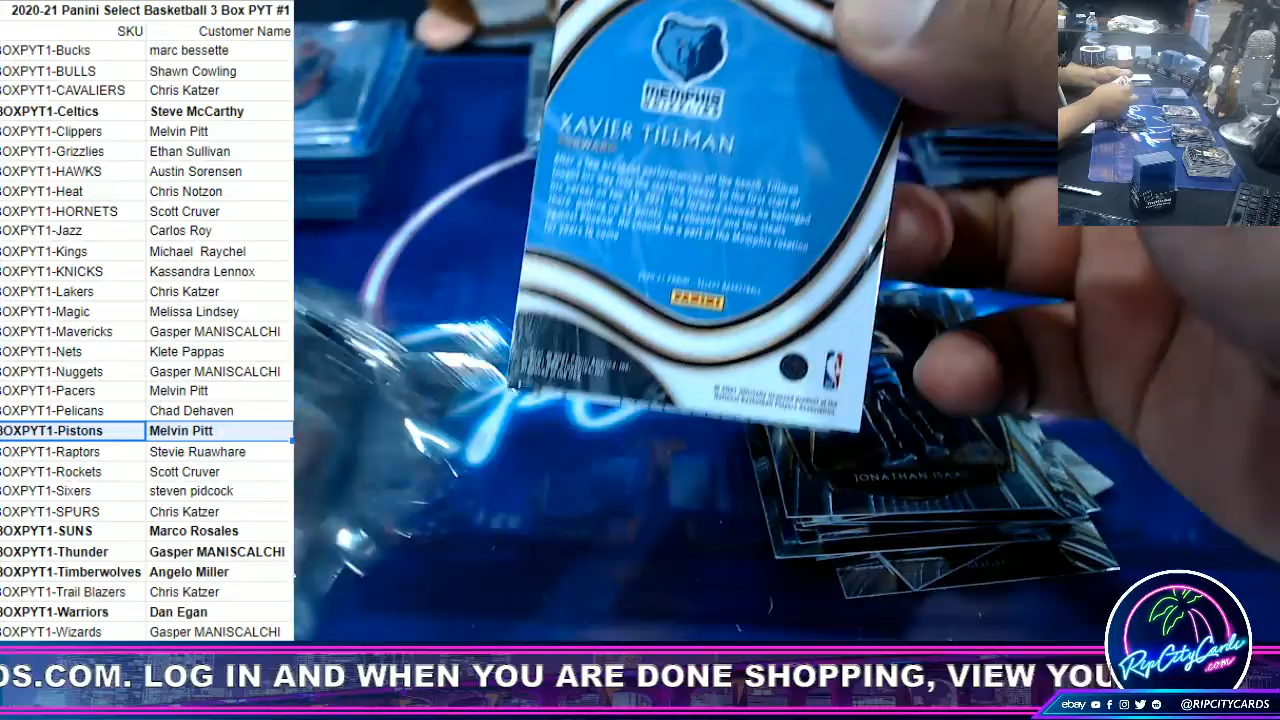 2020-21 Panini Select Basketball 3 Box PYT #1
SKU Customer Name
BOXPYT1-Bucks marc bessette
BOXPYT1-BULLS Shawn Cowling
BOXPYT1-CAVALIERS Chris Katzer
BOXPYT1-Celtics Steve McCarthy
BOXPYT1-Clippers Melvin Pitt
BOXPYT1-Grizzlies Ethan Sullivan
BOXPYT1-HAWKS Austin Sorensen
BOXPYT1-Heat Chris Notzon
BOXPYT1-HORNETS Scott Cruver
BOXPYT1-Jazz Carlos Roy
BOXPYT1-Kings Michael Raychel
BOXPYT1-KNICKS Kassandra Lennox
BOXPYT1-Lakers Chris Katzer
BOXPYT1-Magic Melissa Lindsey
BOXPYT1-Mavericks Gasper MANISCALCHI
BOXPYT1-Nets Klete Pappas
BOXPYT1-Nuggets Gasper MANISCALCHI
BOXPYT1-Pacers Melvin Pitt
BOXPYT1-Pelicans Chad Dehaven
BOXPYT1-Pistons Melvin Pitt
BOXPYT1-Raptors Stevie Ruawhare
BOXPYT1-Rockets Scott Cruver
BOXPYT1-Sixers steven pidcock
BOXPYT1-SPURS Chris Katzer
BOXPYT1-SUNS Marco Rosales
BOXPYT1-Thunder Gasper MANISCALCHI
BOXPYT1-Timberwolves Angelo Miller
BOXPYT1-Trail Blazers Chris Katzer
BOXPYT1-Warriors Dan Egan
BOXPYT1-Wizards Gasper MANISCALCHI
MEMPHIS
GRIZZLIES
XAVIER TILLMAN
FORWARD
PANINI
JONATHAN ISAAC
DS.COM. LOG IN AND WHEN YOU ARE DONE SHOPPING, VIEW YOU
RipCityCards
.com
ebay @RIPCITYCARDS